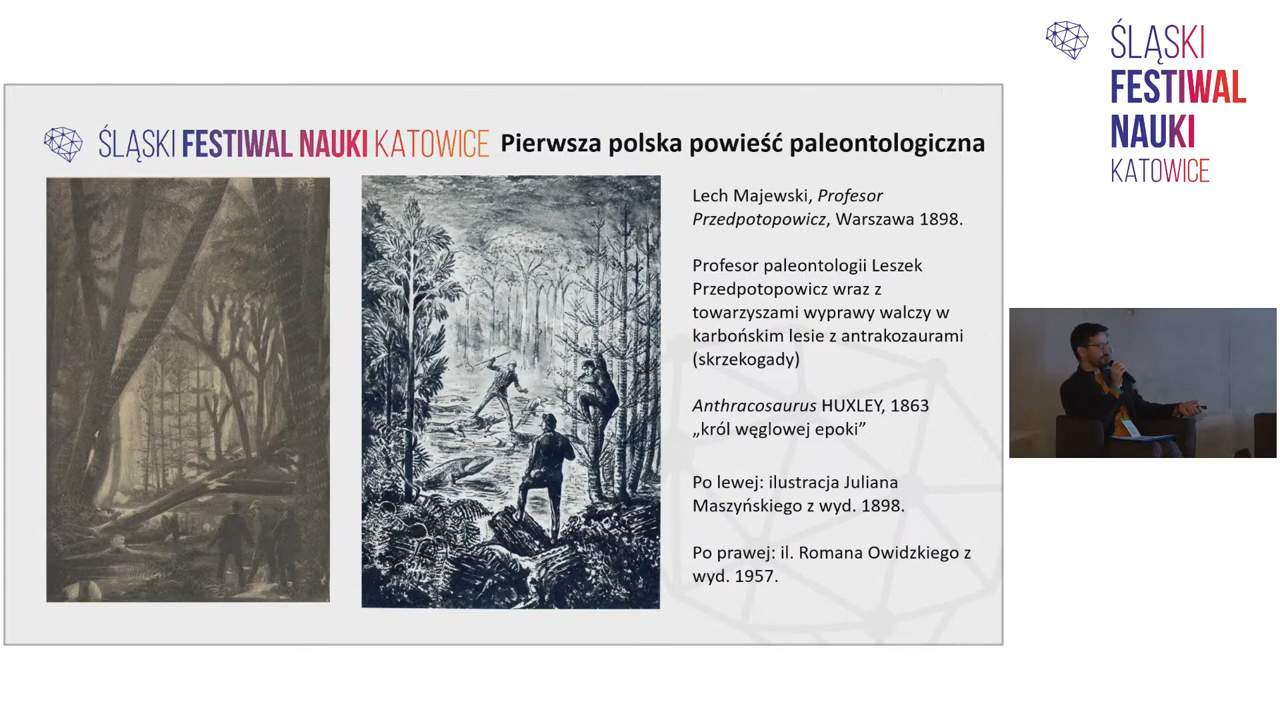 ŚLĄSKI FESTIWAL NAUKI KATOWICE
Pierwsza polska powieść paleontologiczna
Lech Majewski, Profesor
Przedpotopowicz, Warszawa 1898.
Profesor paleontologii Leszek
Przedpotopowicz wraz z
towarzyszami wyprawy walczy w
karbońskim lesie z antrakozaurami
(skrzekogady)
Anthracosaurus HUXLEY, 1863
„król węglowej epoki”
Po lewej: ilustracja Juliana
Maszyńskiego z wyd. 1898.
Po prawej: il. Romana Owidzkiego z
wyd. 1957.
ŚLĄSKI
FESTIWAL
NAUKI
KATOWICE